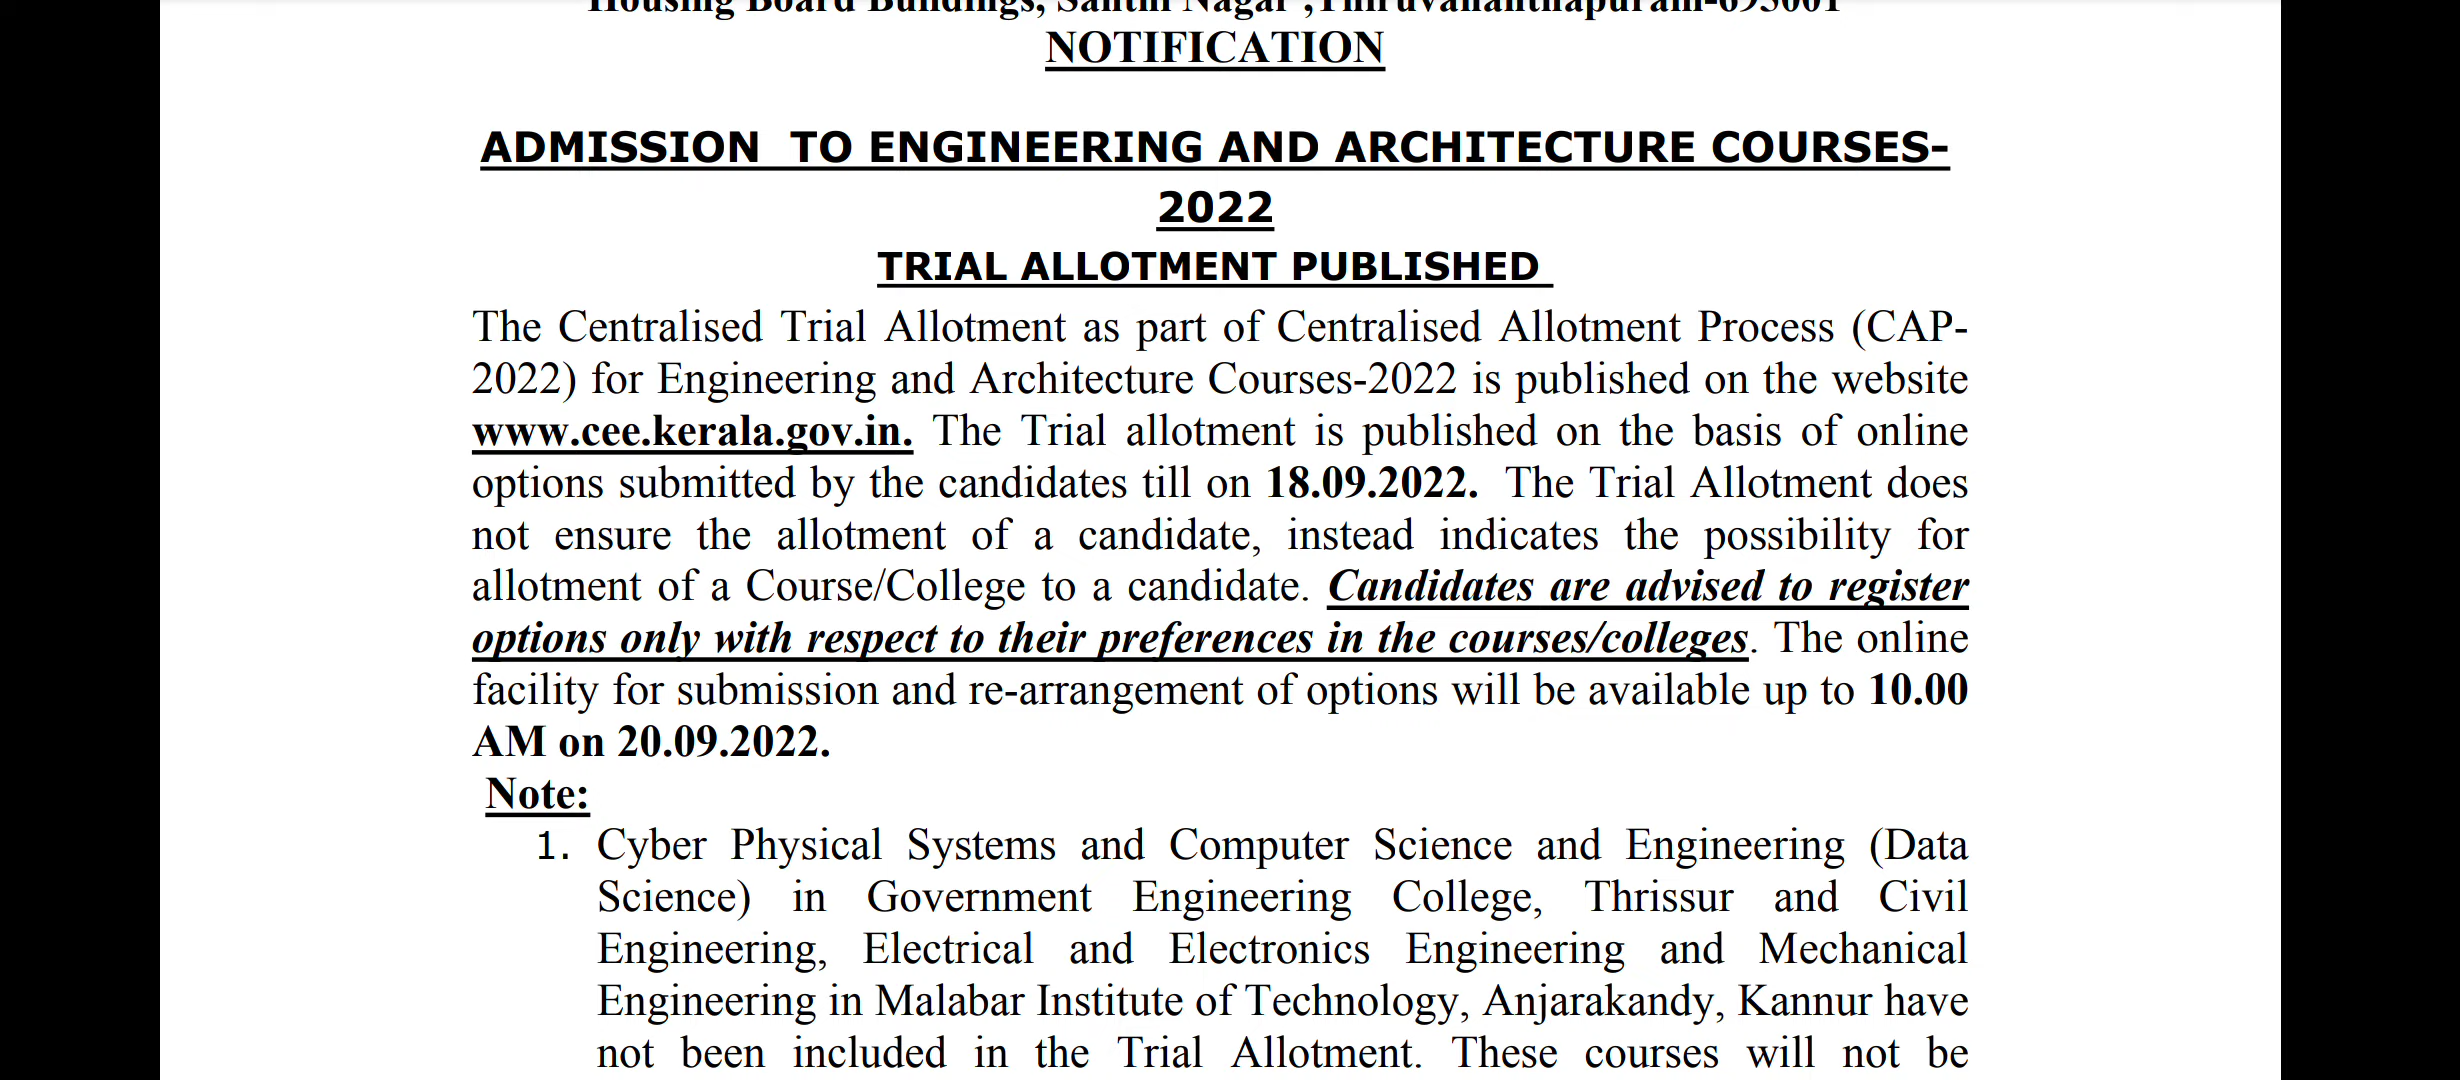 Housing Board Buildings, Santhi Nagar ,Thiruvananthapuram-695001
NOTIFICATION
ADMISSION TO ENGINEERING AND ARCHITECTURE COURSES-
2022
TRIAL ALLOTMENT PUBLISHED
The Centralised Trial Allotment as part of Centralised Allotment Process (CAP-
2022) for Engineering and Architecture Courses-2022 is published on the website
www.cee.kerala.gov.in. The Trial allotment is published on the basis of online
options submitted by the candidates till on 18.09.2022. The Trial Allotment does
not ensure the allotment of a candidate, instead indicates the possibility for
allotment of a Course/College to a candidate. Candidates are advised to register
options only with respect to their preferences in the courses/colleges. The online
facility for submission and re-arrangement of options will be available up to 10.00
AM on 20.09.2022.
Note:
1. Cyber Physical Systems and Computer Science and Engineering (Data
Science) in Government Engineering College, Thrissur and Civil
Engineering, Electrical and Electronics Engineering and Mechanical
Engineering in Malabar Institute of Technology, Anjarakandy, Kannur have
not been included in the Trial Allotment. These courses will not be